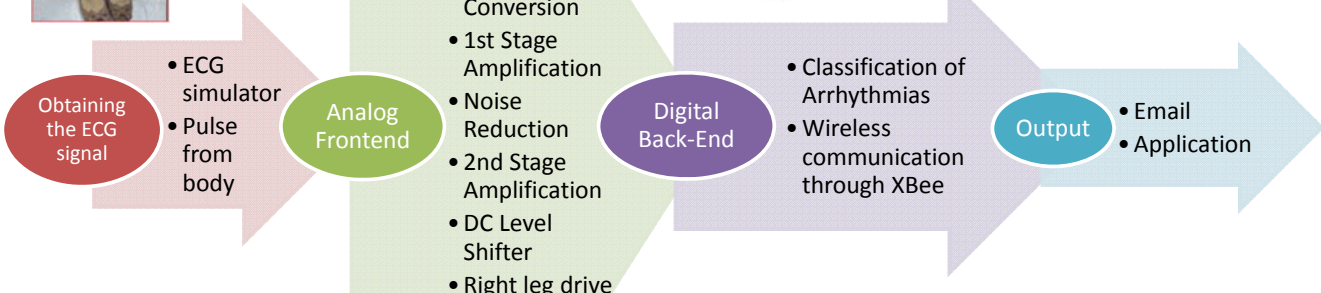 Obtaining
the ECG
signal
• ECG
simulator
• Pulse
from
body
Analog
Frontend
Conversion
• 1st Stage
Amplification
• Noise
Reduction
• 2nd Stage
Amplification
• DC Level
Shifter
• Right leg drive
Digital
Back-End
• Classification of
Arrhythmias
• Wireless
communication
through XBee
Output
• Email
• Application